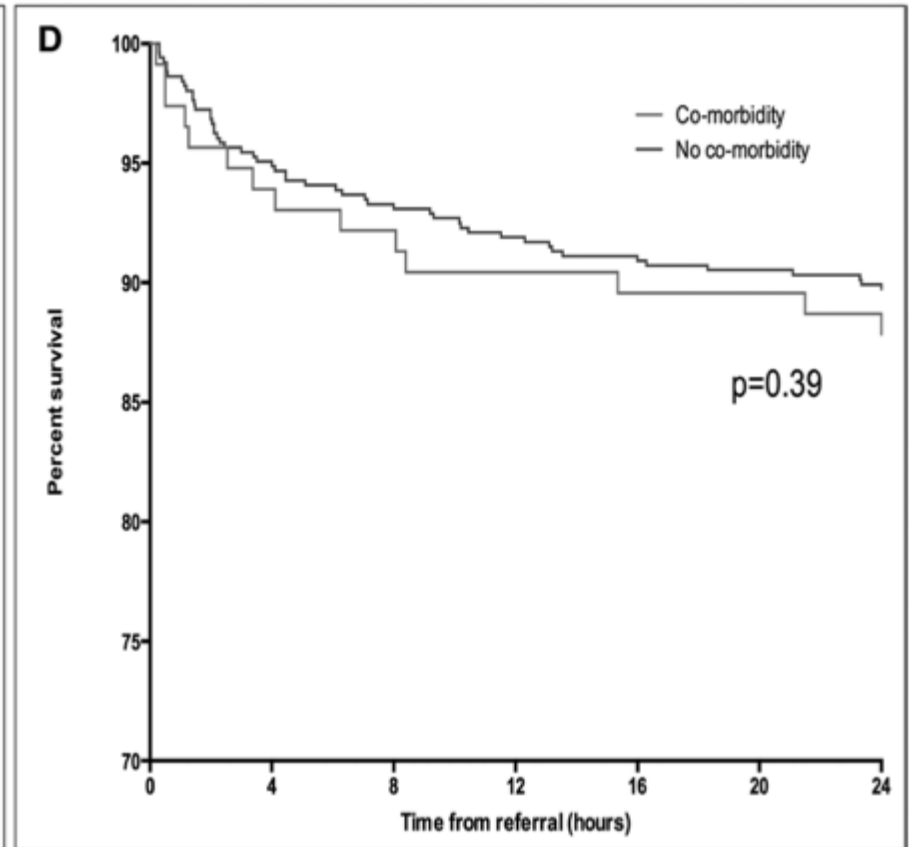 D
100
Co-morbidity
No co-morbidity
95
90
p=0.39
85
80
75
70
0 4 8 12 16 20 24
Percent survival
Time from referral (hours)